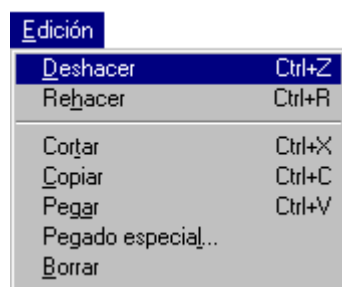 Edición
Deshacer Ctrl+Z
Rehacer Ctrl+R
Cortar Ctrl+X
Copiar Ctrl+C
Pegar Ctrl+V
Pegado especial...
Borrar